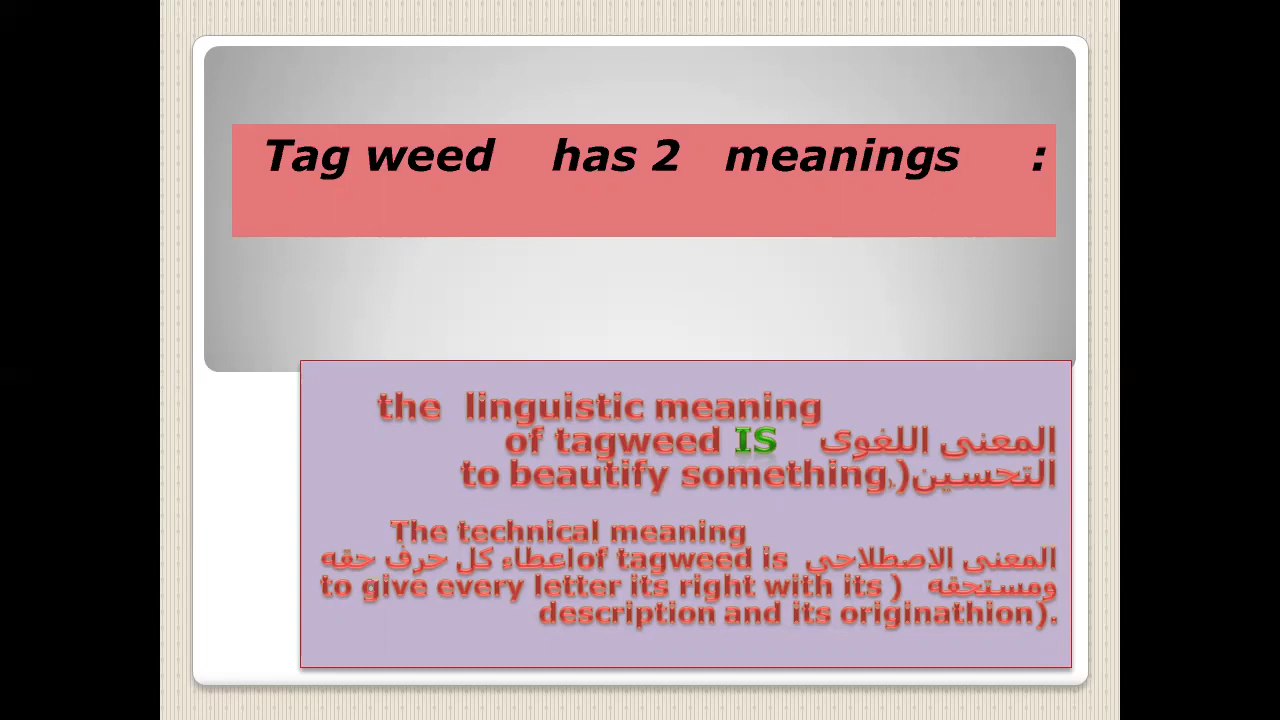 Tag weed has 2 meanings :
the linguistic meaning
of tagweed IS المعنى اللغوى
to beautify something,)التحسين
The technical meaning
المعنى الاصطلاحى of tagweed is اعطاء كل حرف حقه
ومستحقه ( to give every letter its right with its
description and its originathion).